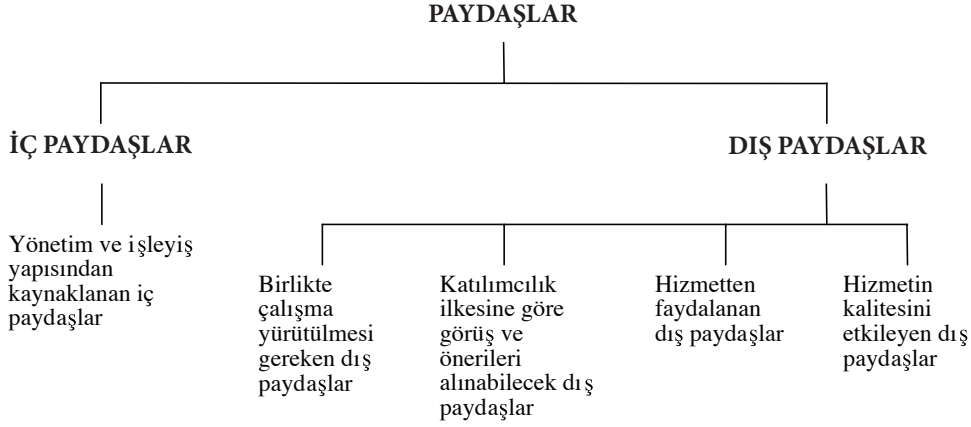 PAYDAŞLAR
İÇ PAYDAŞLAR
DIŞ PAYDAŞLAR
Yönetim ve işleyiş
yapısından
kaynaklanan iç
paydaşlar
Birlikte
çalışma
yürütülmesi
gereken dış
paydaşlar
Katılımcılık
ilkesine göre
görüş ve
önerileri
alınabilecek dış
paydaşlar
Hizmetten
faydalanan
dış paydaşlar
Hizmetin
kalitesini
etkileyen dış
paydaşlar